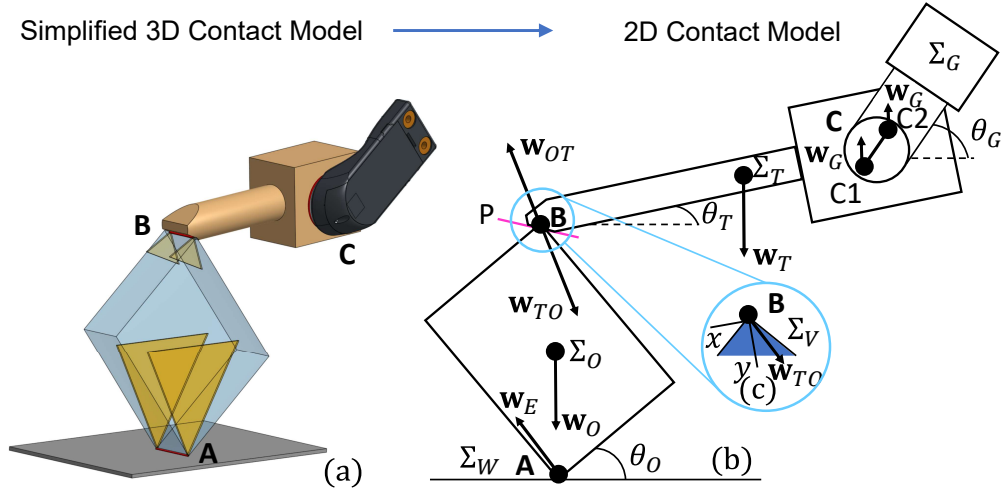 Simplified 3D Contact Model
2D Contact Model
B
C
A
(a)
Σ_G
w_G
C2
C
θ_G
w_G
C1
w_OT
Σ_T
P
B
θ_T
w_T
w_TO
B
Σ_V
x
Σ_O
y
w_TO
(c)
w_E
w_O
Σ_W
A
θ_O
(b)